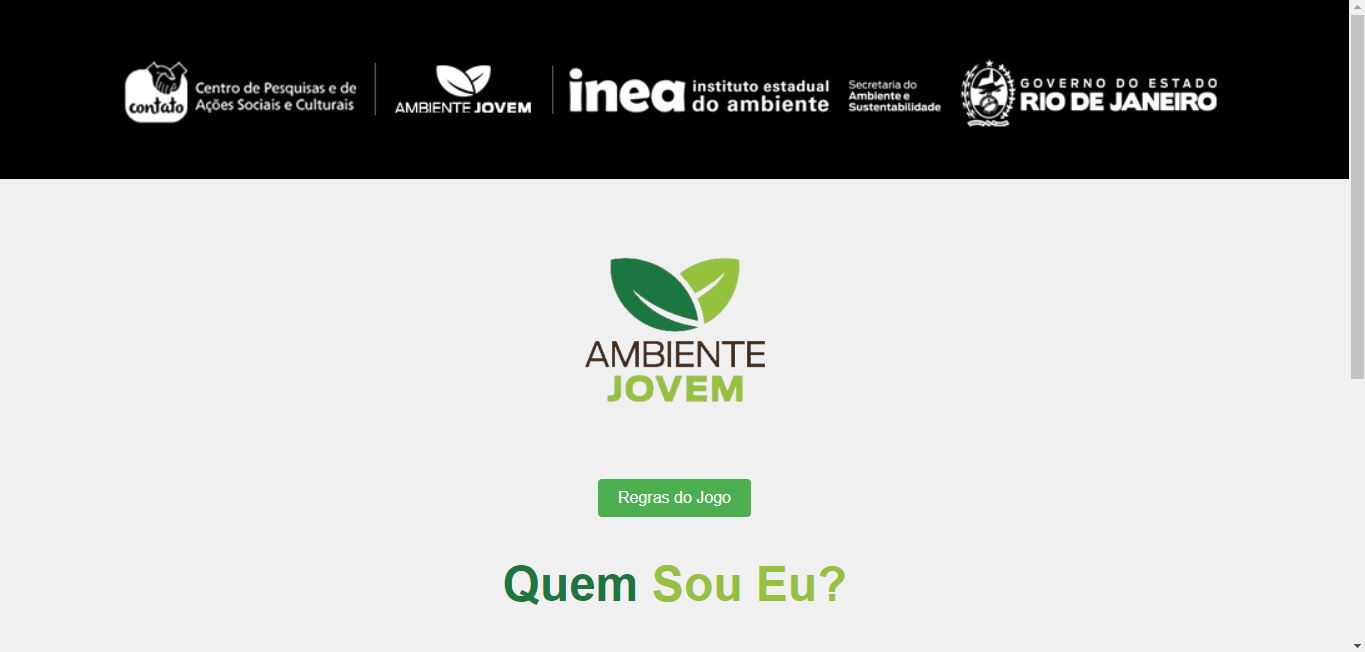 contato
Centro de Pesquisas e de
Ações Sociais e Culturais
AMBIENTE JOVEM
inea
instituto estadual
do ambiente
Secretaria do
Ambiente e
Sustentabilidade
GOVERNO DO ESTADO
RIO DE JANEIRO
AMBIENTE
JOVEM
Regras do Jogo
Quem Sou Eu?